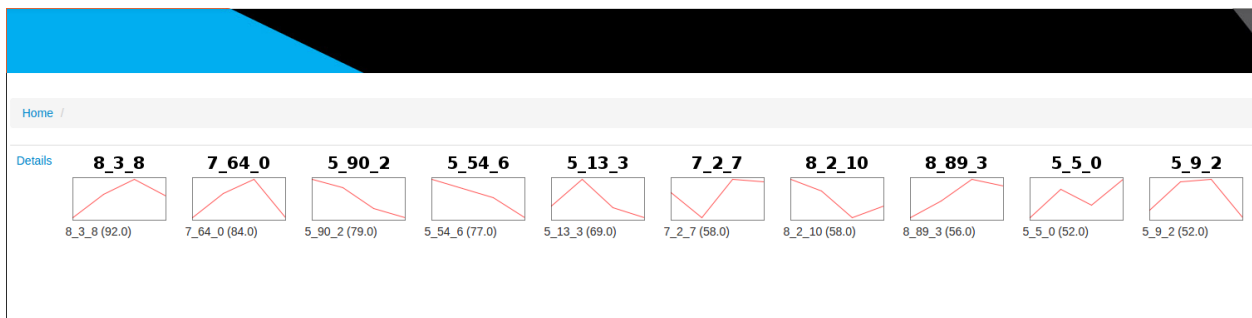 Home /
Details 8_3_8 7_64_0 5_90_2 5_54_6 5_13_3 7_2_7 8_2_10 8_89_3 5_5_0 5_9_2
8_3_8 (92.0) 7_64_0 (84.0) 5_90_2 (79.0) 5_54_6 (77.0) 5_13_3 (69.0) 7_2_7 (58.0) 8_2_10 (58.0) 8_89_3 (56.0) 5_5_0 (52.0) 5_9_2 (52.0)